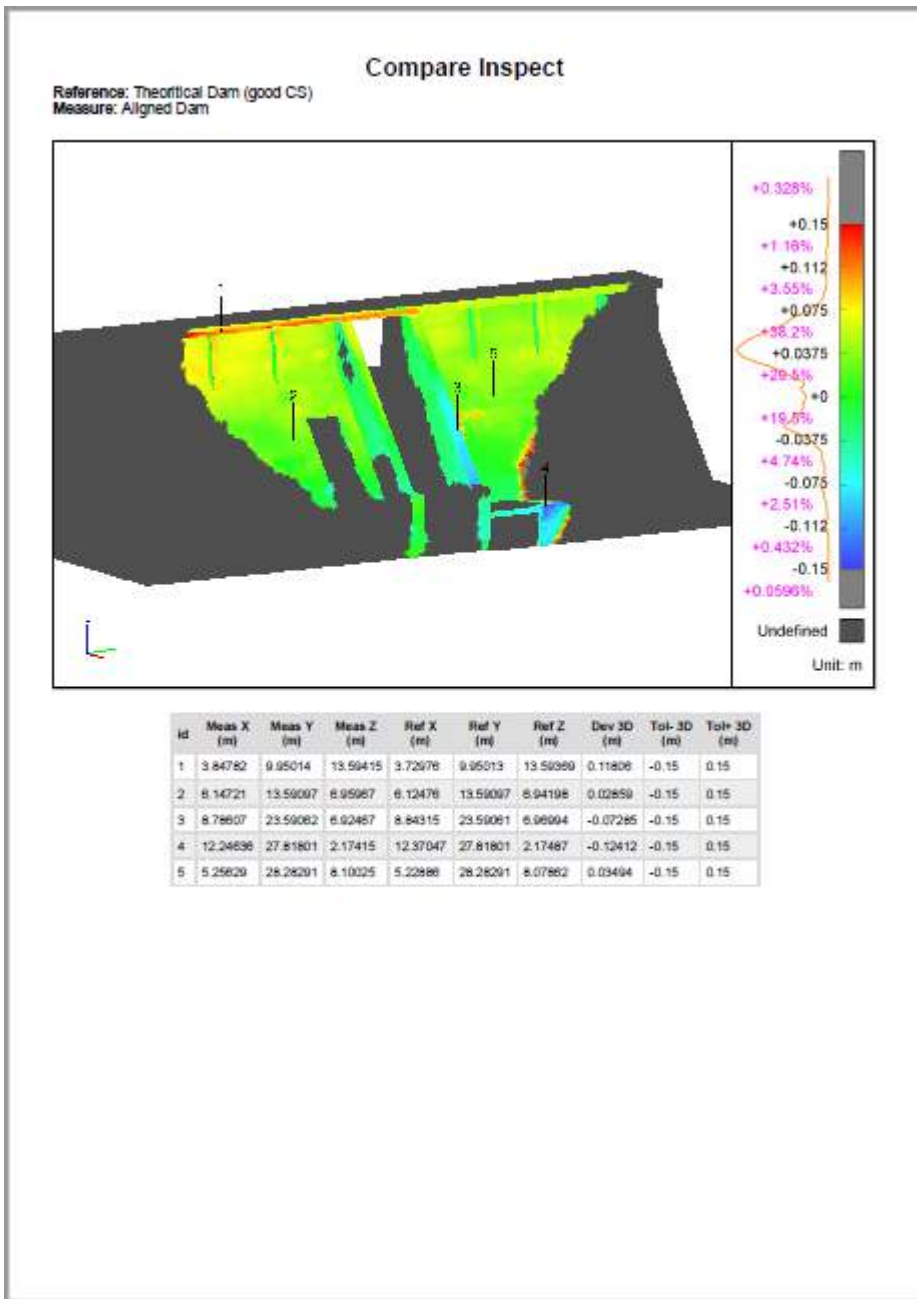 Compare Inspect
Reference: Theoritical Dam (good CS)
Measure: Aligned Dam
1
2
3
4
5
+0.328%
+0.15
+1.16%
+0.112
+3.55%
+0.075
+38.2%
+0.0375
+29.5%
+0
+19.5%
-0.0375
+4.74%
-0.075
+2.51%
-0.112
+0.432%
-0.15
+0.0596%
Undefined
Unit: m
id Meas X (m) Meas Y (m) Meas Z (m) Ref X (m) Ref Y (m) Ref Z (m) Dev 3D (m) Tol- 3D (m) Tol+ 3D (m)
1 3.84782 9.95014 13.59415 3.72976 9.95013 13.59369 0.11806 -0.15 0.15
2 6.14721 13.59097 6.95967 6.12476 13.59097 6.94198 0.02859 -0.15 0.15
3 8.78607 23.59062 6.92467 8.84315 23.59061 6.96994 -0.07285 -0.15 0.15
4 12.24636 27.81801 2.17415 12.37047 27.81801 2.17487 -0.12412 -0.15 0.15
5 5.25629 28.28291 8.10025 5.22886 28.28291 8.07862 0.03494 -0.15 0.15